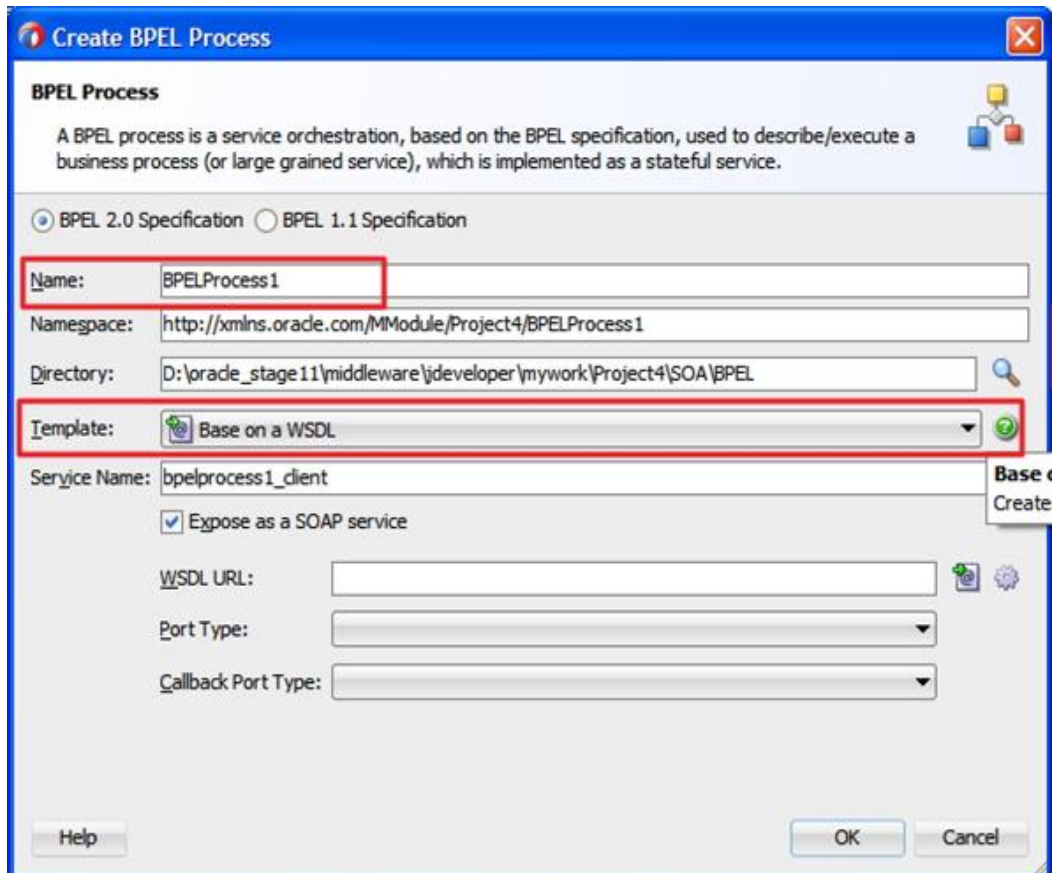 Create BPEL Process
BPEL Process
A BPEL process is a service orchestration, based on the BPEL specification, used to describe/execute a
business process (or large grained service), which is implemented as a stateful service.
BPEL 2.0 Specification BPEL 1.1 Specification
Name: BPELProcess1
Namespace: http://xmlns.oracle.com/MModule/Project4/BPELProcess1
Directory: D:\oracle_stage11\middleware\jdeveloper\mywork\Project4\SOA\BPEL
Template: Base on a WSDL
Service Name: bpelprocess1_client
Base
Create
Expose as a SOAP service
WSDL URL:
Port Type:
Callback Port Type:
Help OK Cancel